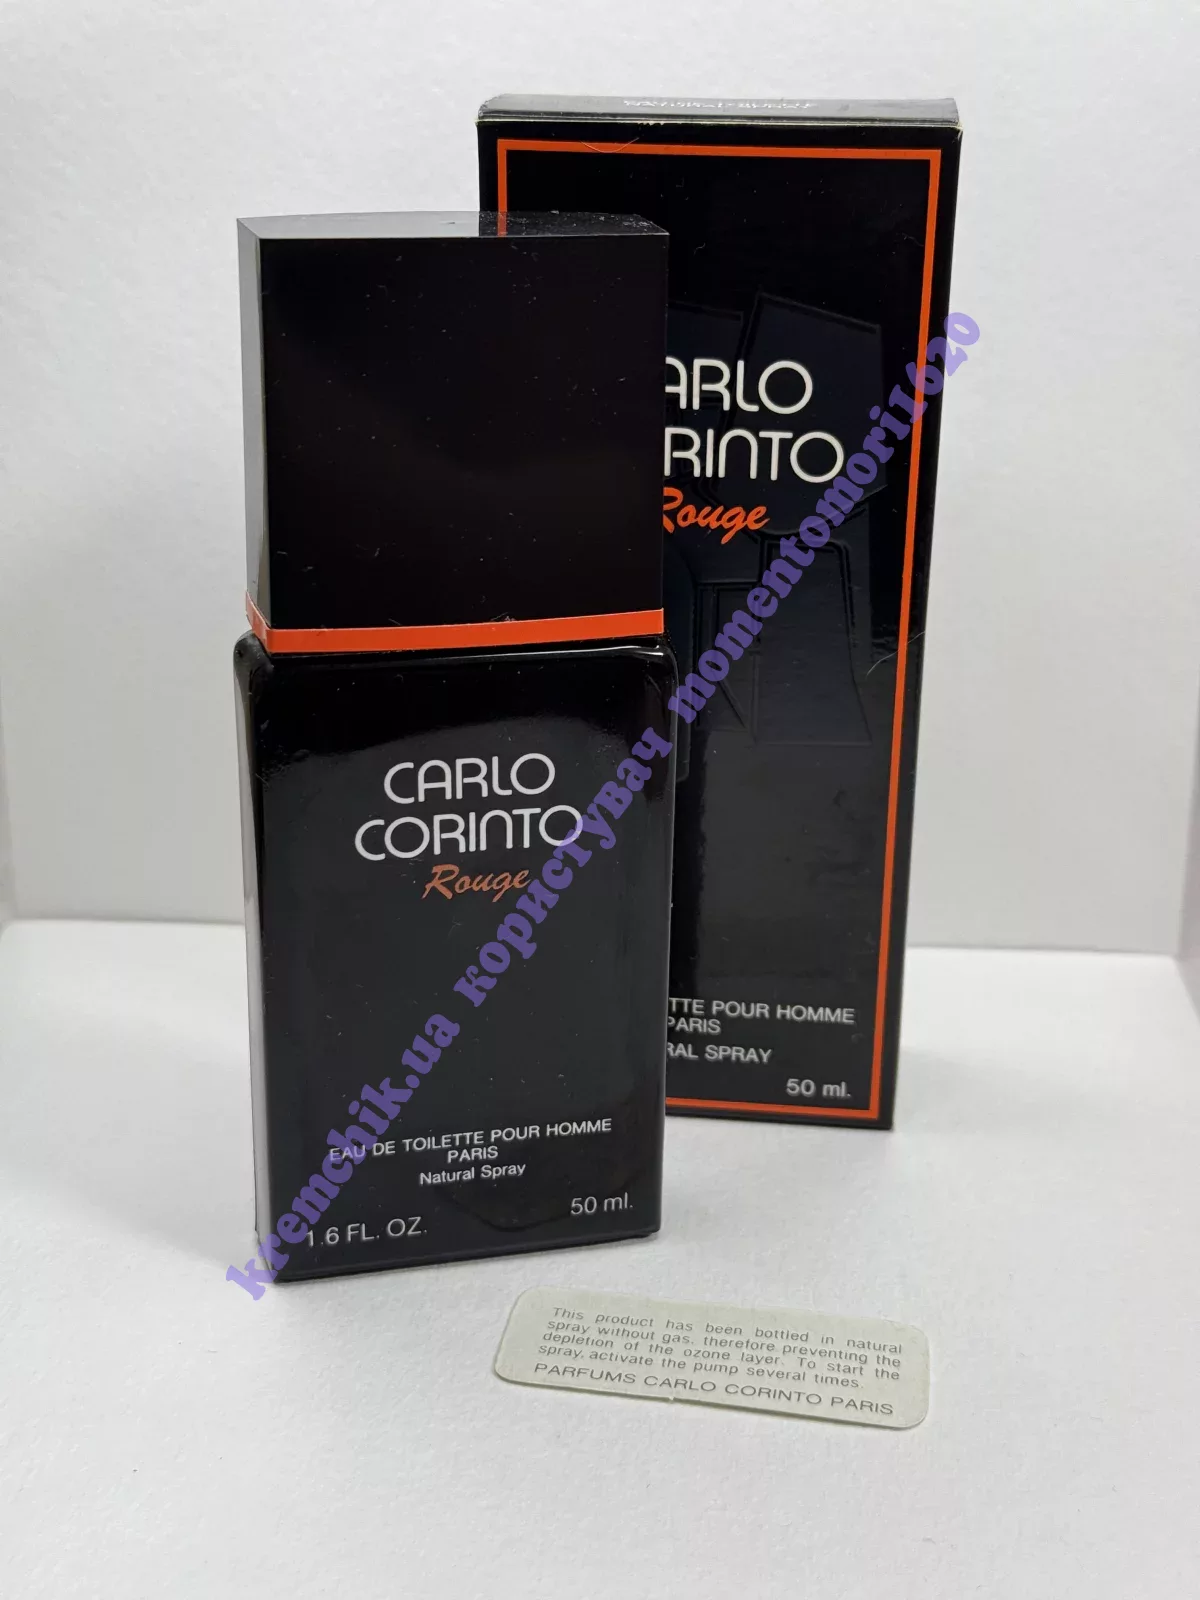 ARLO
RINTO
Rouge
TTE POUR HOMME
PARIS
RAL SPRAY
50 ml.
CARLO
CORINTO
Rouge
EAU DE TOILETTE POUR HOMME
PARIS
Natural Spray
50 ml.
1.6 FL. OZ.
This product has been bottled in natural
spray without gas, therefore preventing the
depletion of the ozone layer. To start the
spray, activate the pump several times.
PARFUMS CARLO CORINTO PARIS
kremchik.ua користувач momentomori1620